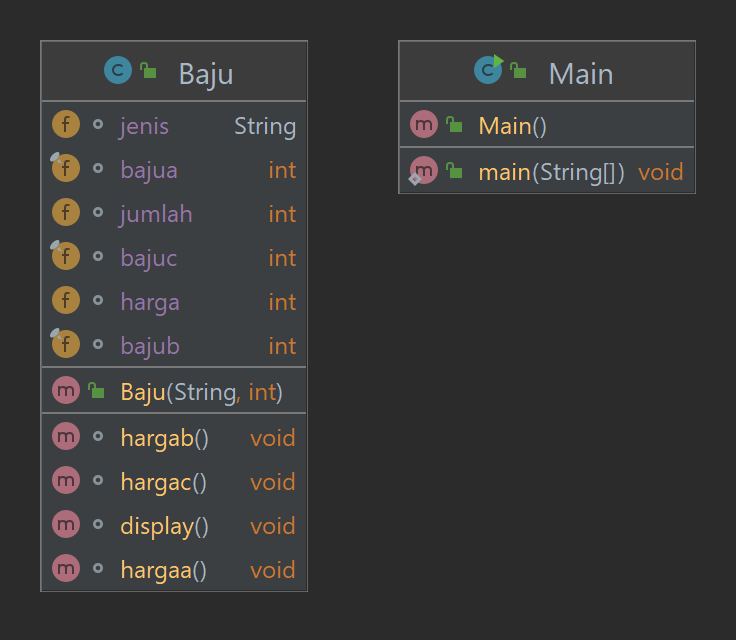 Baju
jenis String
bajua int
jumlah int
bajuc int
harga int
bajub int
Baju(String, int)
hargab() void
hargac() void
display() void
hargaa() void
Main
Main()
main(String[]) void